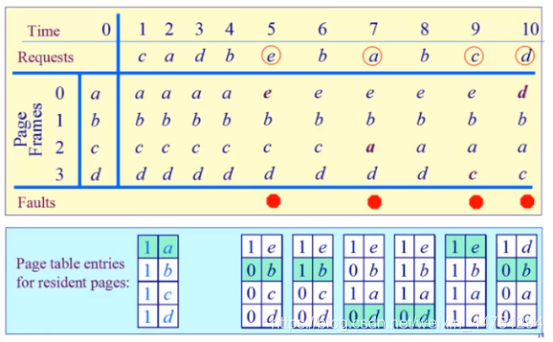 Time 0 1 2 3 4 5 6 7 8 9 10
Requests c a d b e b a b c d
Page Frames
0 a a a a a e e e e e d
1 b b b b b b b b b b b
2 c c c c c c c a a a a
3 d d d d d d d d d c c
Faults
Page table entries
for resident pages:
1 a 1 e 1 e 1 e 1 e 1 e 1 d
1 b 0 b 1 b 0 b 1 b 1 b 0 b
1 c 0 c 0 c 1 a 1 a 1 a 0 a
1 d 0 d 0 d 0 d 0 d 1 c 0 c